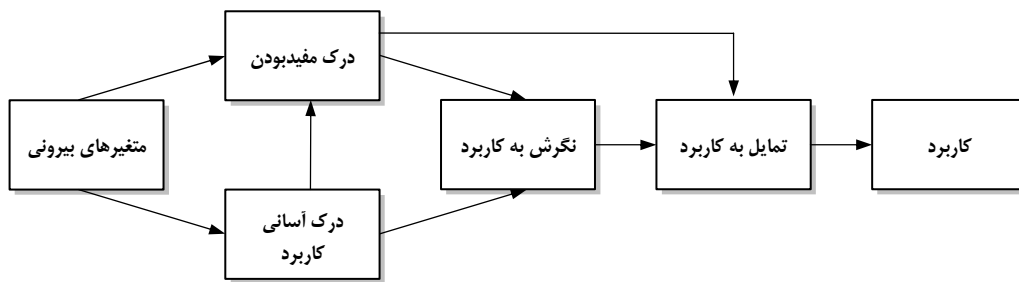 درک مفیدبودن
متغیرهای بیرونی
نگرش به کاربرد
تمایل به کاربرد
کاربرد
درک آسانی
کاربرد